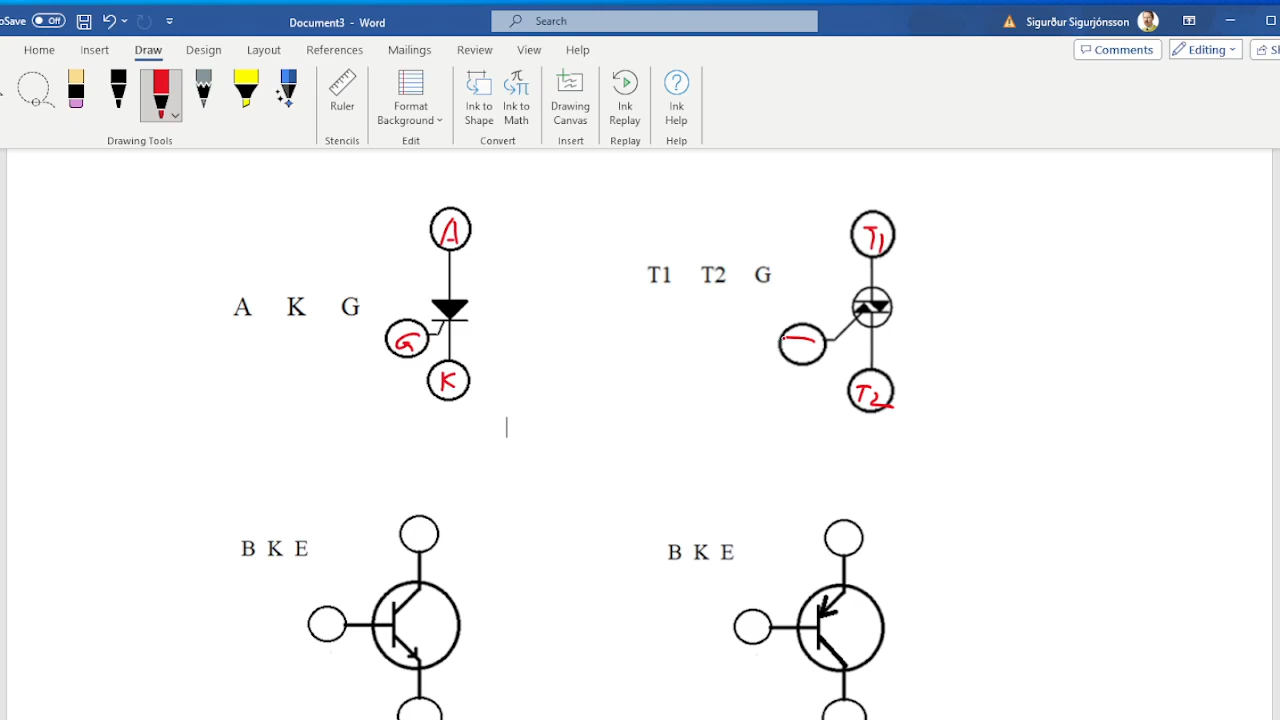 oSave Off Document3 - Word Search Sigurður Sigurjónsson
Home Insert Draw Design Layout References Mailings Review View Help Comments Editing
Ruler Format Background Ink to Shape Ink to Math Drawing Canvas Ink Replay Ink Help
Drawing Tools Stencils Edit Convert Insert Replay Help
A T1
T1 T2 G
A K G
G
K T2
B K E B K E